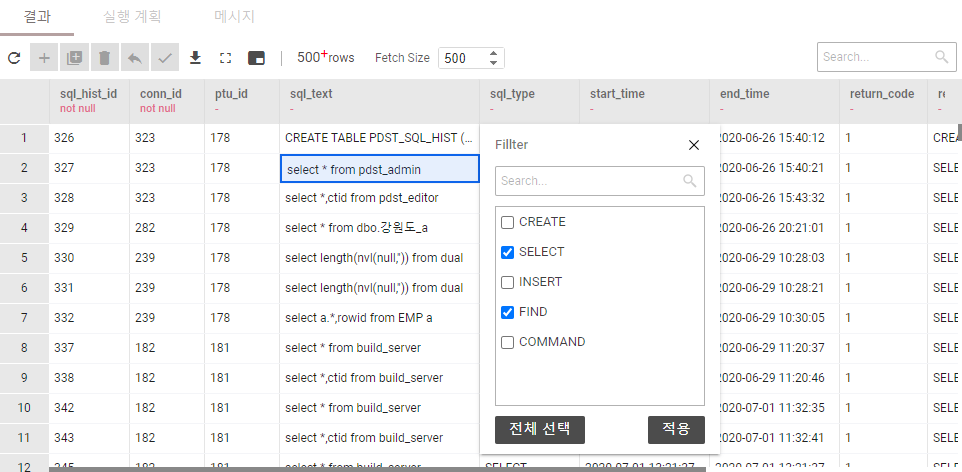 결과 실행 계획 메시지
500+rows Fetch Size 500 Search...
sql_hist_id conn_id ptu_id sql_text sql_type start_time end_time return_code re
not null not null - - - - - - -
1 326 323 178 CREATE TABLE PDST_SQL_HIST (... 2020-06-26 15:40:12 1 CREA
2 327 323 178 select * from pdst_admin 2020-06-26 15:40:21 1 SELE
3 328 323 178 select *,ctid from pdst_editor 2020-06-26 15:43:32 1 SELE
4 329 282 178 select * from dbo.강원도_a 2020-06-26 20:21:01 1 SELE
5 330 239 178 select length(nvl(null,'')) from dual 2020-06-29 10:28:03 1 SELE
6 331 239 178 select length(nvl(null,'')) from dual 2020-06-29 10:28:21 1 SELE
7 332 239 178 select a.*,rowid from EMP a 2020-06-29 10:30:05 1 SELE
8 337 182 181 select * from build_server 2020-06-29 11:20:37 1 SELE
9 338 182 181 select *,ctid from build_server 2020-06-29 11:20:46 1 SELE
10 342 182 181 select * from build_server 2020-07-01 11:32:35 1 SELE
11 343 182 181 select *,ctid from build_server 2020-07-01 11:32:41 1 SELE
12 345 182 181 select * from build_server SELECT 2020-07-01 13:31:37 1 SELE
Fillter
Search...
CREATE
SELECT
INSERT
FIND
COMMAND
전체 선택 적용